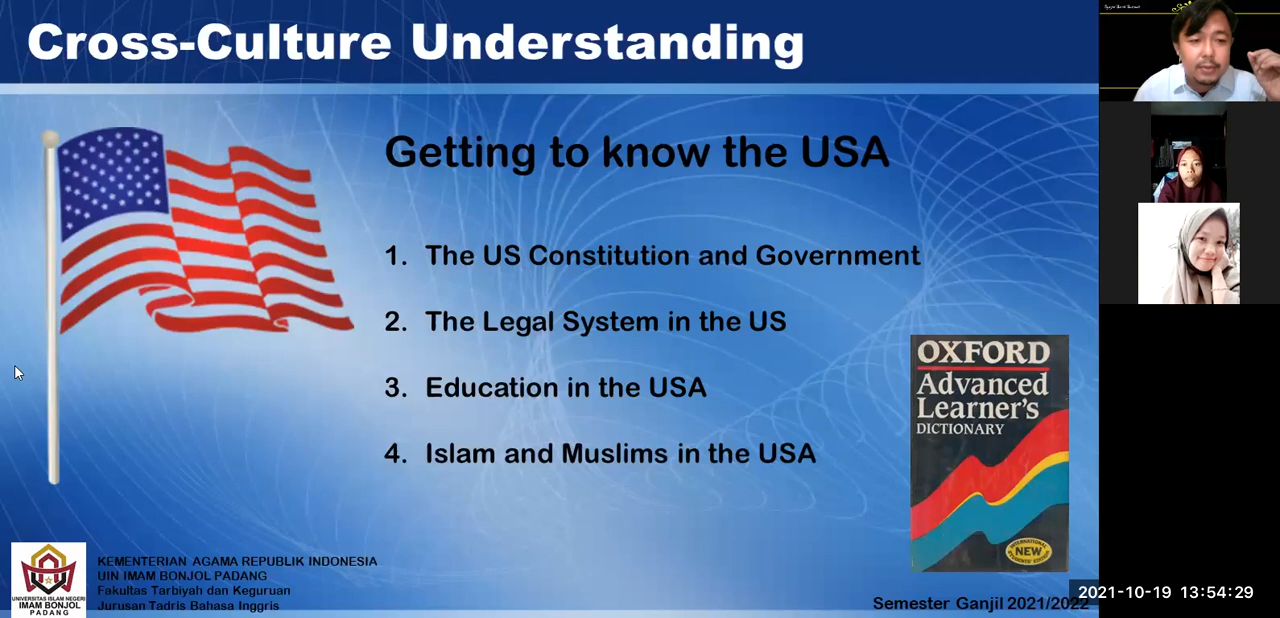 Cross-Culture Understanding
Getting to know the USA
1. The US Constitution and Government
2. The Legal System in the US
3. Education in the USA
4. Islam and Muslims in the USA
OXFORD
Advanced
Learner's
DICTIONARY
INTERNATIONAL
NEW
STUDENTS' EDITION
UNIVERSITAS ISLAM NEGERI
IMAM BONJOL
PADANG
KEMENTERIAN AGAMA REPUBLIK INDONESIA
UIN IMAM BONJOL PADANG
Fakultas Tarbiyah dan Keguruan
Jurusan Tadris Bahasa Inggris
Semester Ganjil 2021/2022
2021-10-19 13:54:29